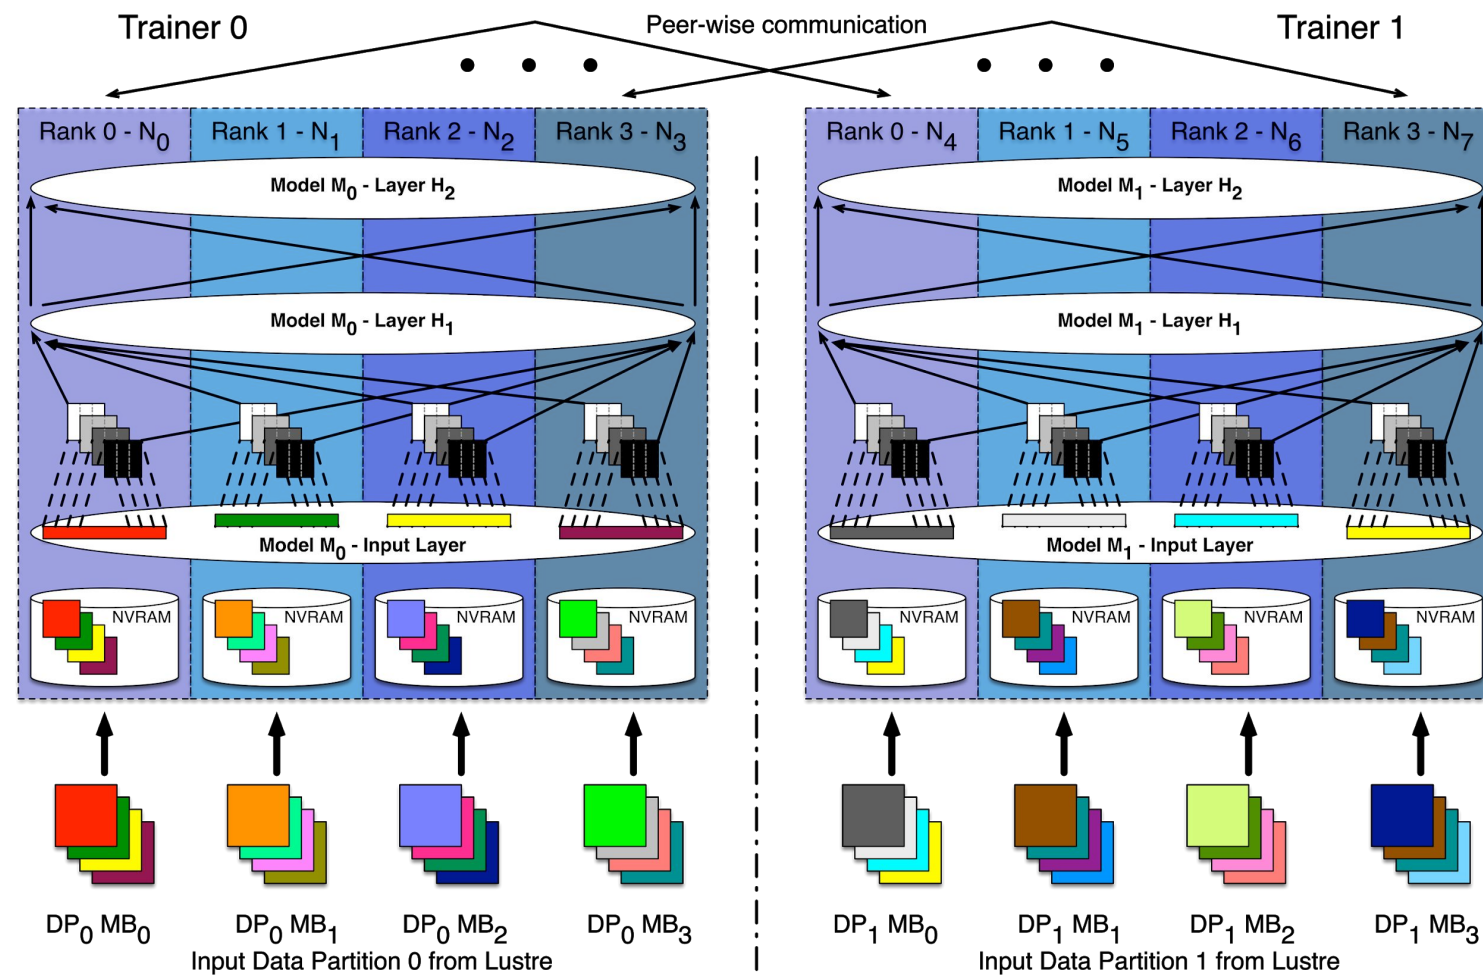 Trainer 0
Peer-wise communication
Trainer 1
Rank 0 - N0
Rank 1 - N1
Rank 2 - N2
Rank 3 - N3
Rank 0 - N4
Rank 1 - N5
Rank 2 - N6
Rank 3 - N7
Model M0 - Layer H2
Model M1 - Layer H2
Model M0 - Layer H1
Model M1 - Layer H1
Model M0 - Input Layer
Model M1 - Input Layer
NVRAM
NVRAM
NVRAM
NVRAM
NVRAM
NVRAM
NVRAM
NVRAM
DP0 MB0
DP0 MB1
DP0 MB2
DP0 MB3
DP1 MB0
DP1 MB1
DP1 MB2
DP1 MB3
Input Data Partition 0 from Lustre
Input Data Partition 1 from Lustre